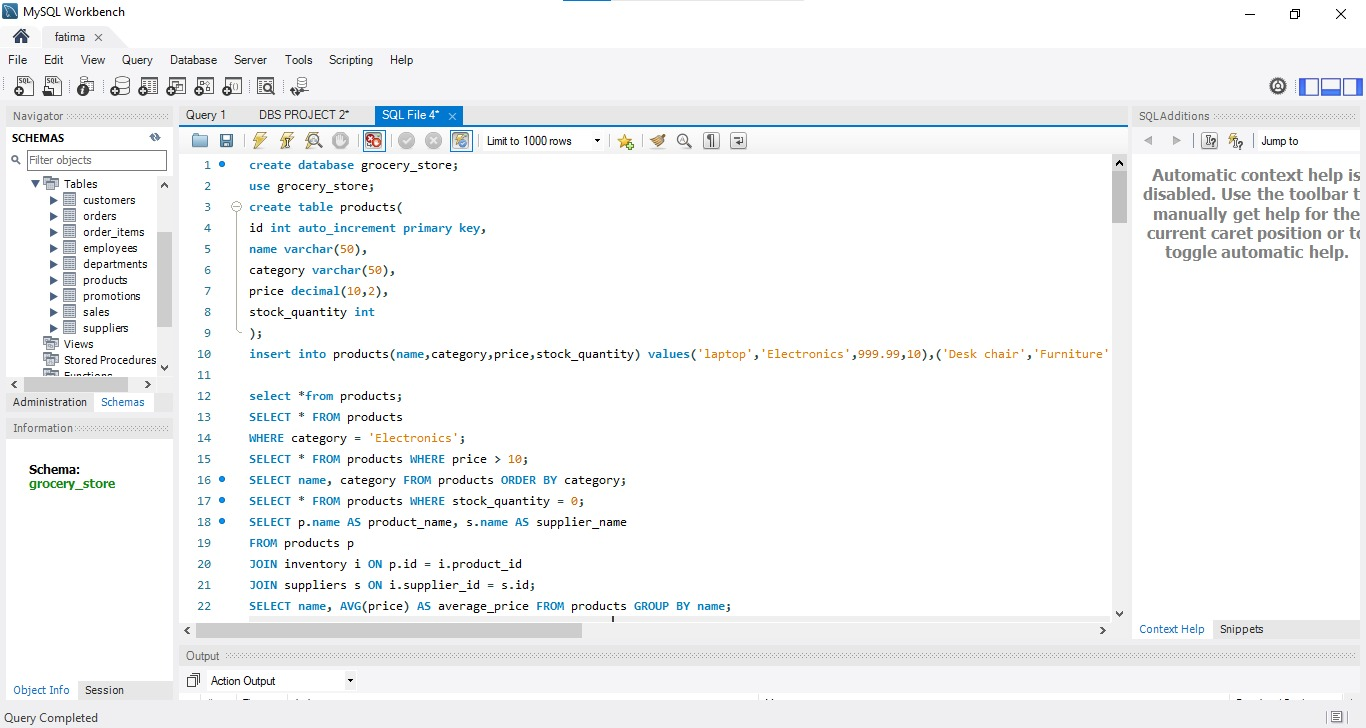 MySQL Workbench
fatima
File Edit View Query Database Server Tools Scripting Help
Navigator
SCHEMAS
Filter objects
Tables
customers
orders
order_items
employees
departments
products
promotions
sales
suppliers
Views
Stored Procedures
Functions
Administration Schemas
Information
Schema:
grocery_store
Object Info Session
Query 1 DBS PROJECT 2* SQL File 4*
Limit to 1000 rows
1 create database grocery_store;
2 use grocery_store;
3 create table products(
4 id int auto_increment primary key,
5 name varchar(50),
6 category varchar(50),
7 price decimal(10,2),
8 stock_quantity int
9 );
10 insert into products(name,category,price,stock_quantity) values('laptop','Electronics',999.99,10),('Desk chair','Furniture'
11
12 select *from products;
13 SELECT * FROM products
14 WHERE category = 'Electronics';
15 SELECT * FROM products WHERE price > 10;
16 SELECT name, category FROM products ORDER BY category;
17 SELECT * FROM products WHERE stock_quantity = 0;
18 SELECT p.name AS product_name, s.name AS supplier_name
19 FROM products p
20 JOIN inventory i ON p.id = i.product_id
21 JOIN suppliers s ON i.supplier_id = s.id;
22 SELECT name, AVG(price) AS average_price FROM products GROUP BY name;
Output
Action Output
SQLAdditions
Jump to
Automatic context help is
disabled. Use the toolbar t
manually get help for the
current caret position or to
toggle automatic help.
Context Help Snippets
Query Completed